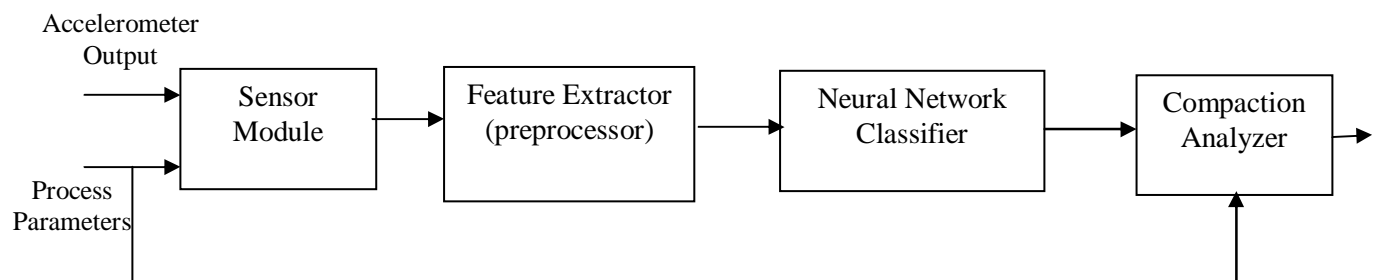 Accelerometer
Output
Sensor
Module
Feature Extractor
(preprocessor)
Neural Network
Classifier
Compaction
Analyzer
Process
Parameters